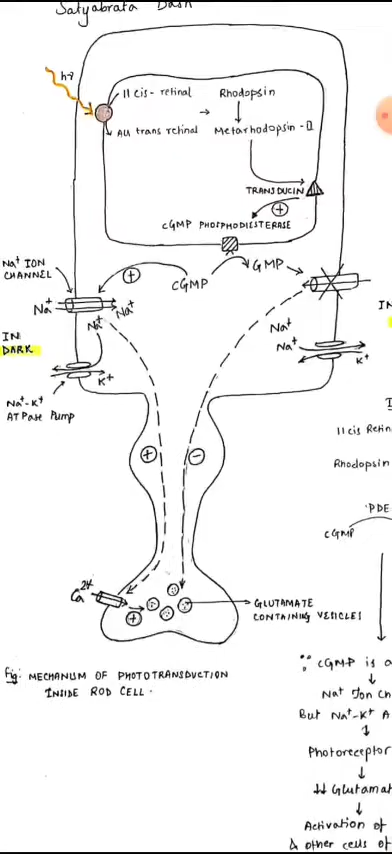 Satyabrata Dash
hν
11 cis-retinal
Rhodopsin
→
All trans retinal
Metarhodopsin-II
TRANSDUCIN
+
cGMP PHOSPHODIESTERASE
Na+ ION
CHANNEL
+
cGMP
GMP
Na+
Na+
Na+
IN
DARK
K+
Na+-K+
ATPase Pump
Na+
Na+
K+
IN
I
11 cis Retin
Rhodopsin
PDE
cGMP
+
-
Ca2+
+
GLUTAMATE
CONTAINING VESICLES
∵ cGMP is a
↓
Na+ Ion Ch
But Na+-K+ A
↓
Photoreceptor
↓
↓↓ Glutamat
↓
Activation of
& other cells of
Fig: MECHANISM OF PHOTOTRANSDUCTION
INSIDE ROD CELL.